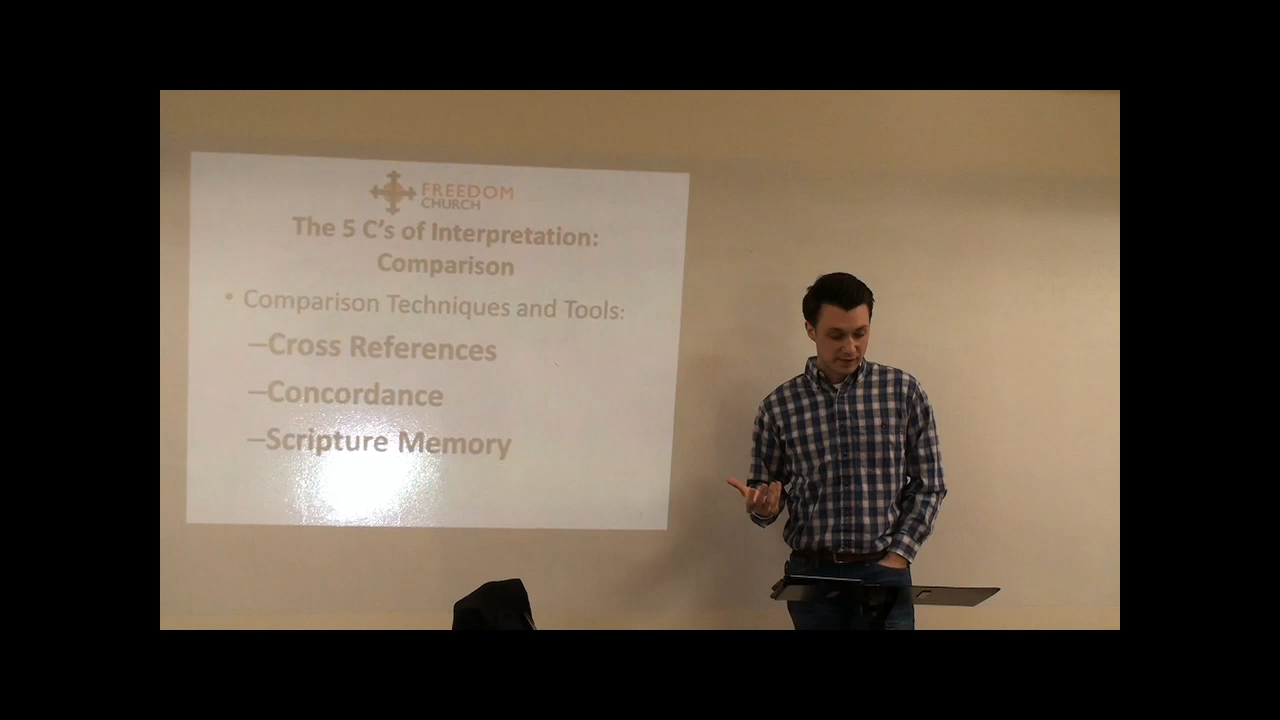 FREEDOM
CHURCH
The 5 C's of Interpretation:
Comparison
• Comparison Techniques and Tools:
–Cross References
–Concordance
–Scripture Memory